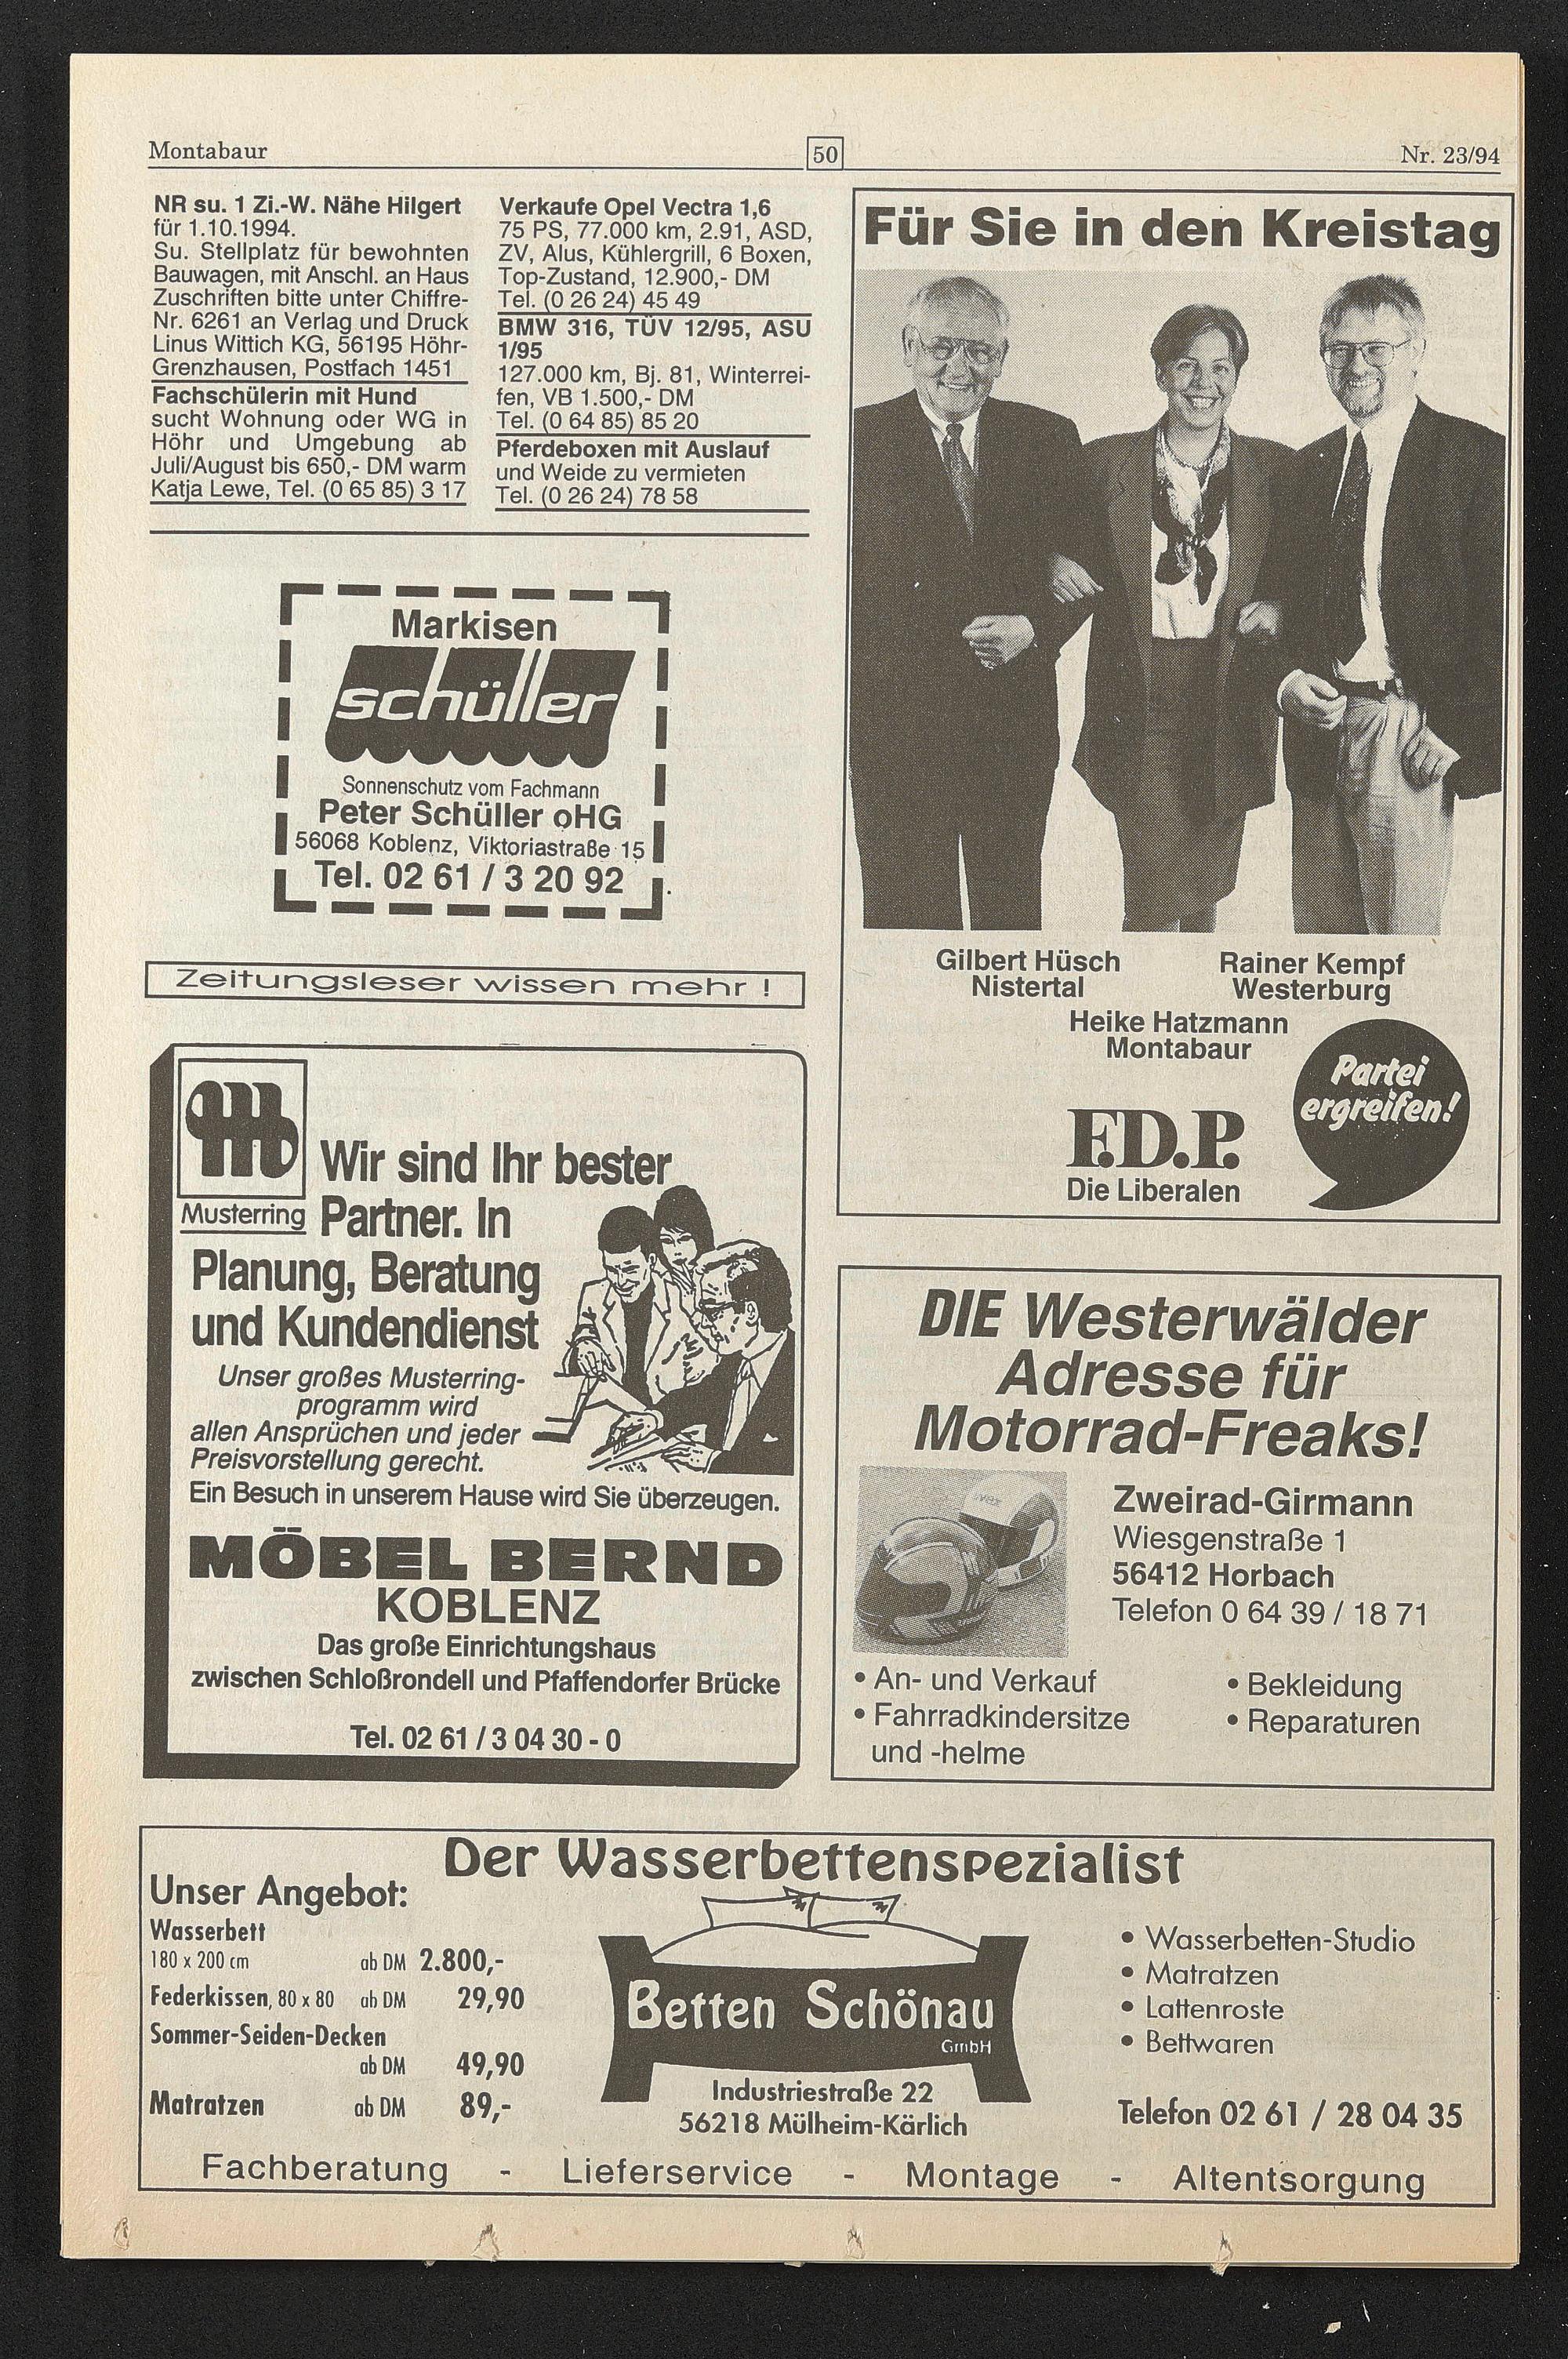 Montabaur
50
Nr. 23/94
NR su. 1 Zi.-W. Nähe Hilgert
für 1.10.1994.
Su. Stellplatz für bewohnten
Bauwagen, mit Anschl. an Haus
Zuschriften bitte unter Chiffre-
Nr. 6261 an Verlag und Druck
Linus Wittich KG, 56195 Höhr-
Grenzhausen, Postfach 1451
Fachschülerin mit Hund
sucht Wohnung oder WG in
Höhr und Umgebung ab
Juli/August bis 650,- DM warm
Katja Lewe, Tel. (0 65 85) 3 17
Verkaufe Opel Vectra 1,6
75 PS, 77.000 km, 2.91, ASD,
ZV, Alus, Kühlergrill, 6 Boxen,
Top-Zustand, 12.900,- DM
Tel. (0 26 24) 45 49
BMW 316, TÜV 12/95, ASU
1/95
127.000 km, Bj. 81, Winterrei-
fen, VB 1.500,- DM
Tel. (0 64 85) 85 20
Pferdeboxen mit Auslauf
und Weide zu vermieten
Tel. (0 26 24) 78 58
Markisen
schüller
Sonnenschutz vom Fachmann
Peter Schüller oHG
56068 Koblenz, Viktoriastraße 15
Tel. 02 61 / 3 20 92
Zeitungsleser wissen mehr !
Musterring
Wir sind Ihr bester
Partner. In
Planung, Beratung
und Kundendienst
Unser großes Musterring-
programm wird
allen Ansprüchen und jeder
Preisvorstellung gerecht.
Ein Besuch in unserem Hause wird Sie überzeugen.
MÖBEL BERND
KOBLENZ
Das große Einrichtungshaus
zwischen Schloßrondell und Pfaffendorfer Brücke
Tel. 02 61 / 3 04 30 - 0
Für Sie in den Kreistag
Gilbert Hüsch
Nistertal
Rainer Kempf
Westerburg
Heike Hatzmann
Montabaur
Partei
ergreifen!
F.D.P.
Die Liberalen
DIE Westerwälder
Adresse für
Motorrad-Freaks!
uvex
Zweirad-Girmann
Wiesgenstraße 1
56412 Horbach
Telefon 0 64 39 / 18 71
• An- und Verkauf
• Fahrradkindersitze
und -helme
• Bekleidung
• Reparaturen
Der Wasserbettenspezialist
Unser Angebot:
Wasserbett
180 x 200 cm ab DM 2.800,-
Federkissen, 80 x 80 ab DM 29,90
Sommer-Seiden-Decken
ab DM 49,90
Matratzen ab DM 89,-
Betten Schönau
GmbH
Industriestraße 22
56218 Mülheim-Kärlich
• Wasserbetten-Studio
• Matratzen
• Lattenroste
• Bettwaren
Telefon 02 61 / 28 04 35
Fachberatung - Lieferservice - Montage - Altentsorgung